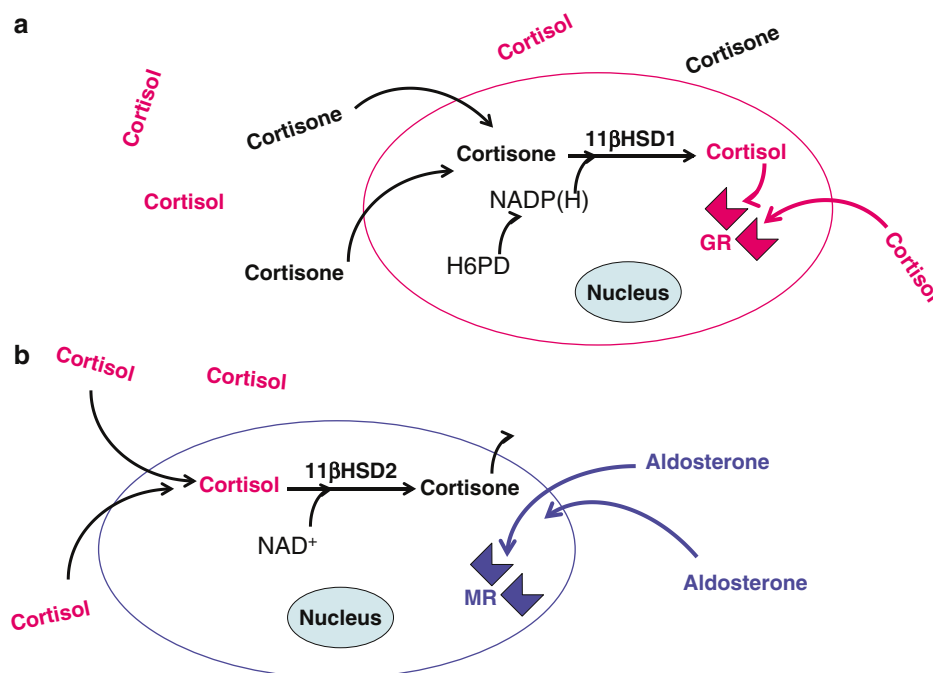 a
Cortisol
Cortisone
Cortisol
Cortisone
Cortisone
11βHSD1
Cortisol
Cortisol
NADP(H)
GR
Cortisone
H6PD
Cortisol
Nucleus
b
Cortisol
Cortisol
Aldosterone
11βHSD2
Cortisol
Cortisone
NAD⁺
Aldosterone
MR
Cortisol
Nucleus